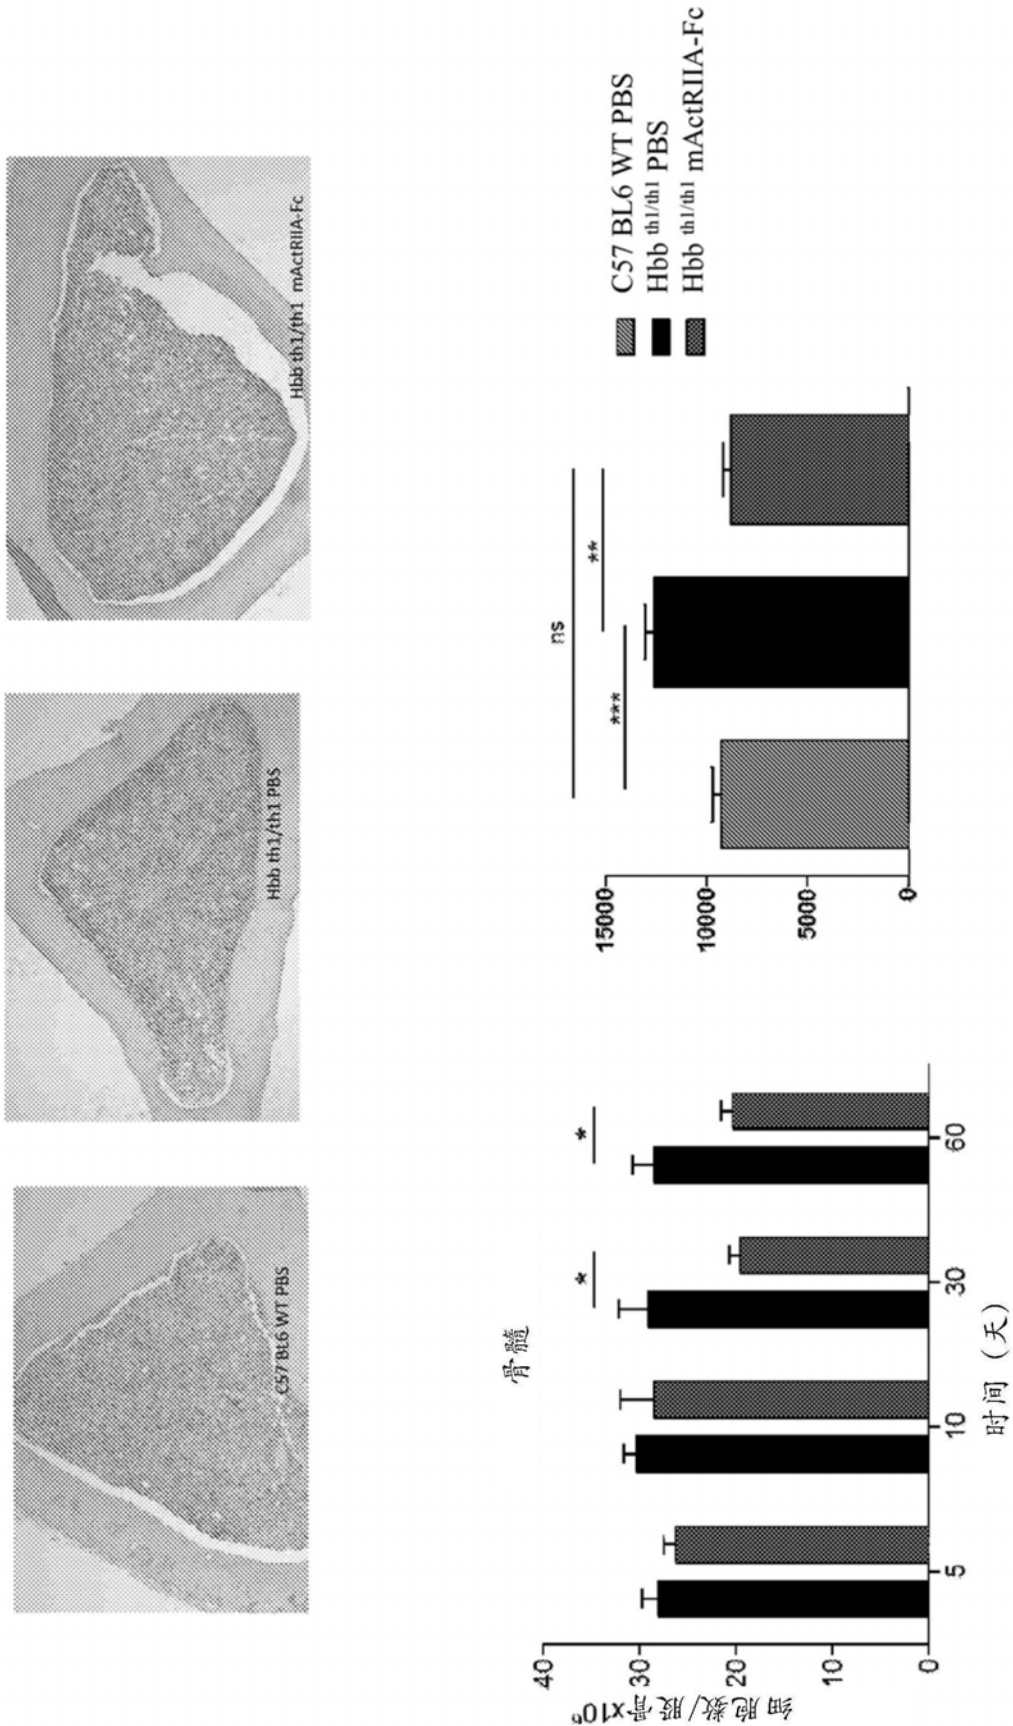 C57 BL6 WT PBS
Hbb th1/th1 PBS
Hbb th1/th1 mActRIIA-Fc
骨髓
细胞数/股骨x10⁶
40
30
20
10
0
*
*
5
10
30
60
时间（天）
15000
10000
5000
0
ns
***
**
C57 BL6 WT PBS
Hbb th1/th1 PBS
Hbb th1/th1 mActRIIA-Fc